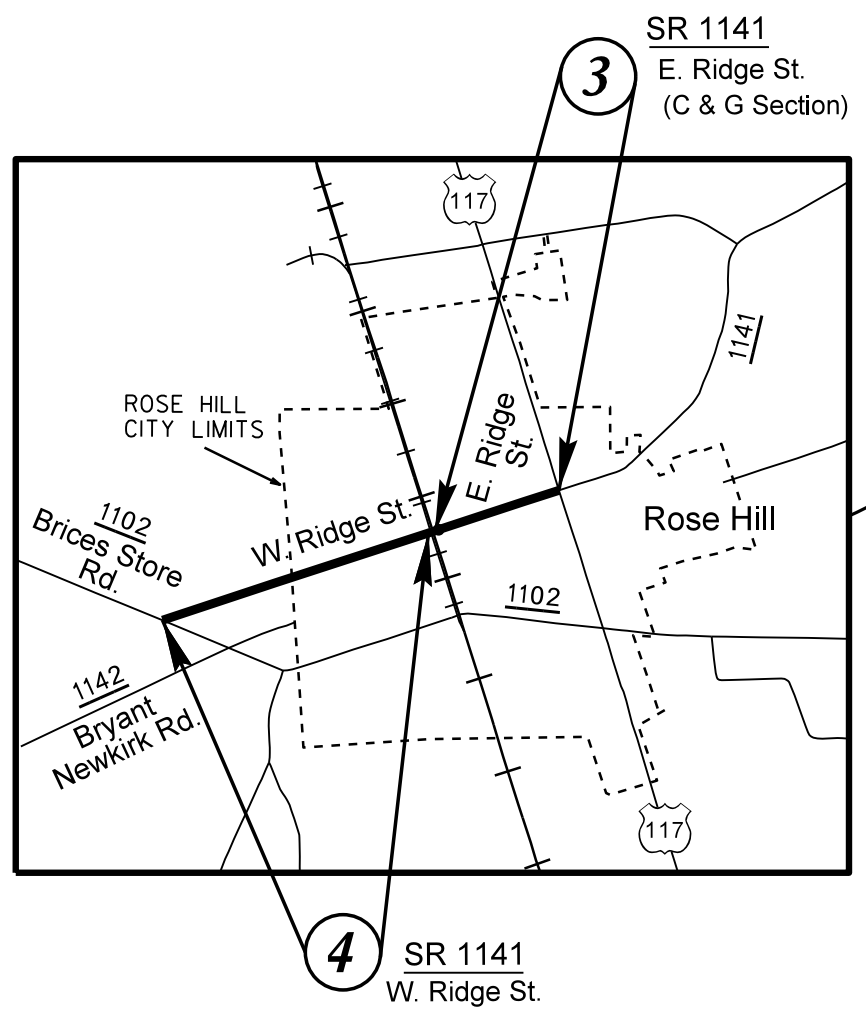 SR 1141
E. Ridge St.
(C & G Section)
3
117
1141
ROSE HILL
CITY LIMITS
E. Ridge
St.
W. Ridge St.
Rose Hill
1102
Brices Store
Rd.
1102
1142
Bryant
Newkirk Rd.
117
4
SR 1141
W. Ridge St.